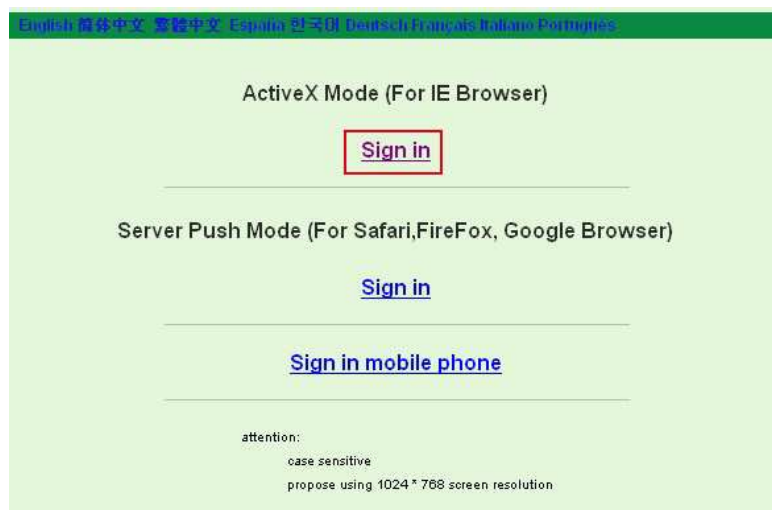 English 简体中文 繁體中文 España 한국어 Deutsch Français Italiano Português
ActiveX Mode (For IE Browser)
Sign in
Server Push Mode (For Safari,FireFox, Google Browser)
Sign in
Sign in mobile phone
attention:
case sensitive
propose using 1024 * 768 screen resolution